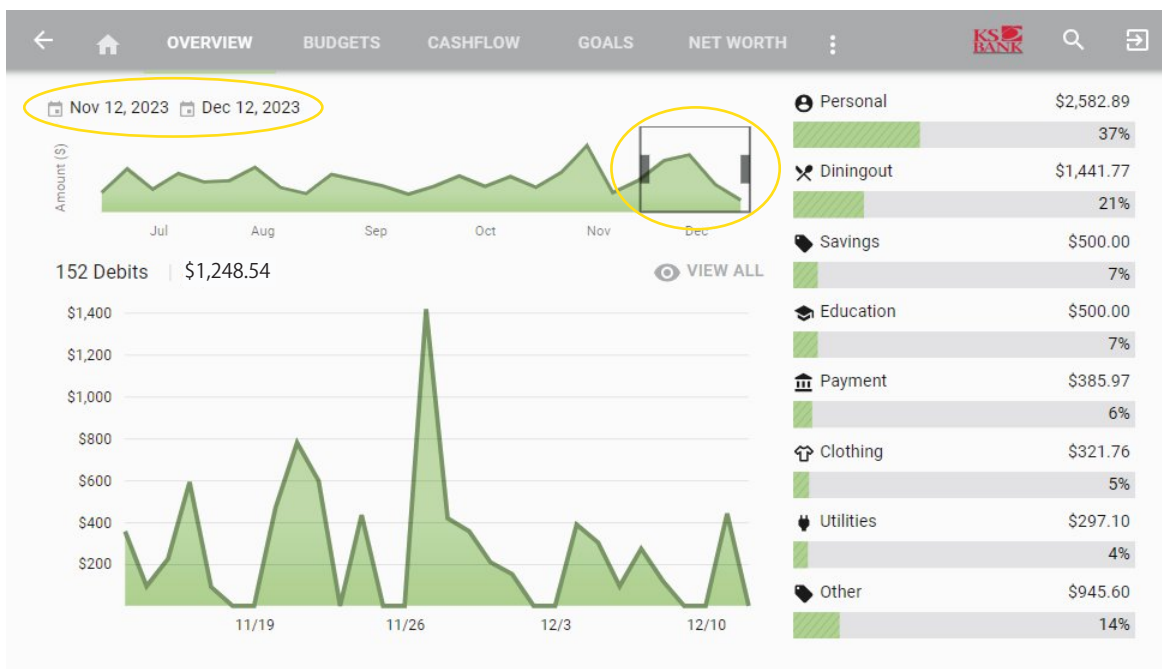 OVERVIEW BUDGETS CASHFLOW GOALS NET WORTH KS BANK
Nov 12, 2023 Dec 12, 2023
Amount ($)
Jul Aug Sep Oct Nov Dec
152 Debits $1,248.54 VIEW ALL
$1,400
$1,200
$1,000
$800
$600
$400
$200
11/19 11/26 12/3 12/10
Personal $2,582.89
37%
Diningout $1,441.77
21%
Savings $500.00
7%
Education $500.00
7%
Payment $385.97
6%
Clothing $321.76
5%
Utilities $297.10
4%
Other $945.60
14%